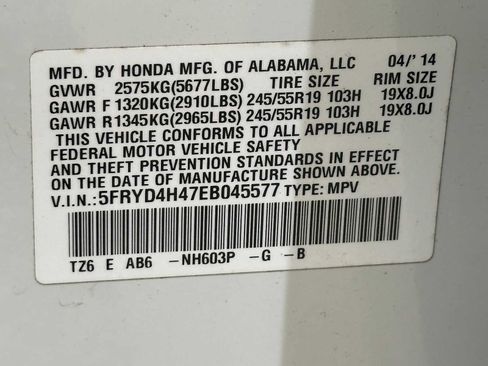 MFD. BY HONDA MFG. OF ALABAMA, LLC 04/'14
GVWR 2575KG(5677LBS) TIRE SIZE RIM SIZE
GAWR F 1320KG(2910LBS) 245/55R19 103H 19X8.0J
GAWR R 1345KG(2965LBS) 245/55R19 103H 19X8.0J
THIS VEHICLE CONFORMS TO ALL APPLICABLE
FEDERAL MOTOR VEHICLE SAFETY
AND THEFT PREVENTION STANDARDS IN EFFECT
ON THE DATE OF MANUFACTURE SHOWN ABOVE.
V.I.N.:5FRYD4H47EB045577 TYPE: MPV
TZ6 E AB6 -NH603P -G -B